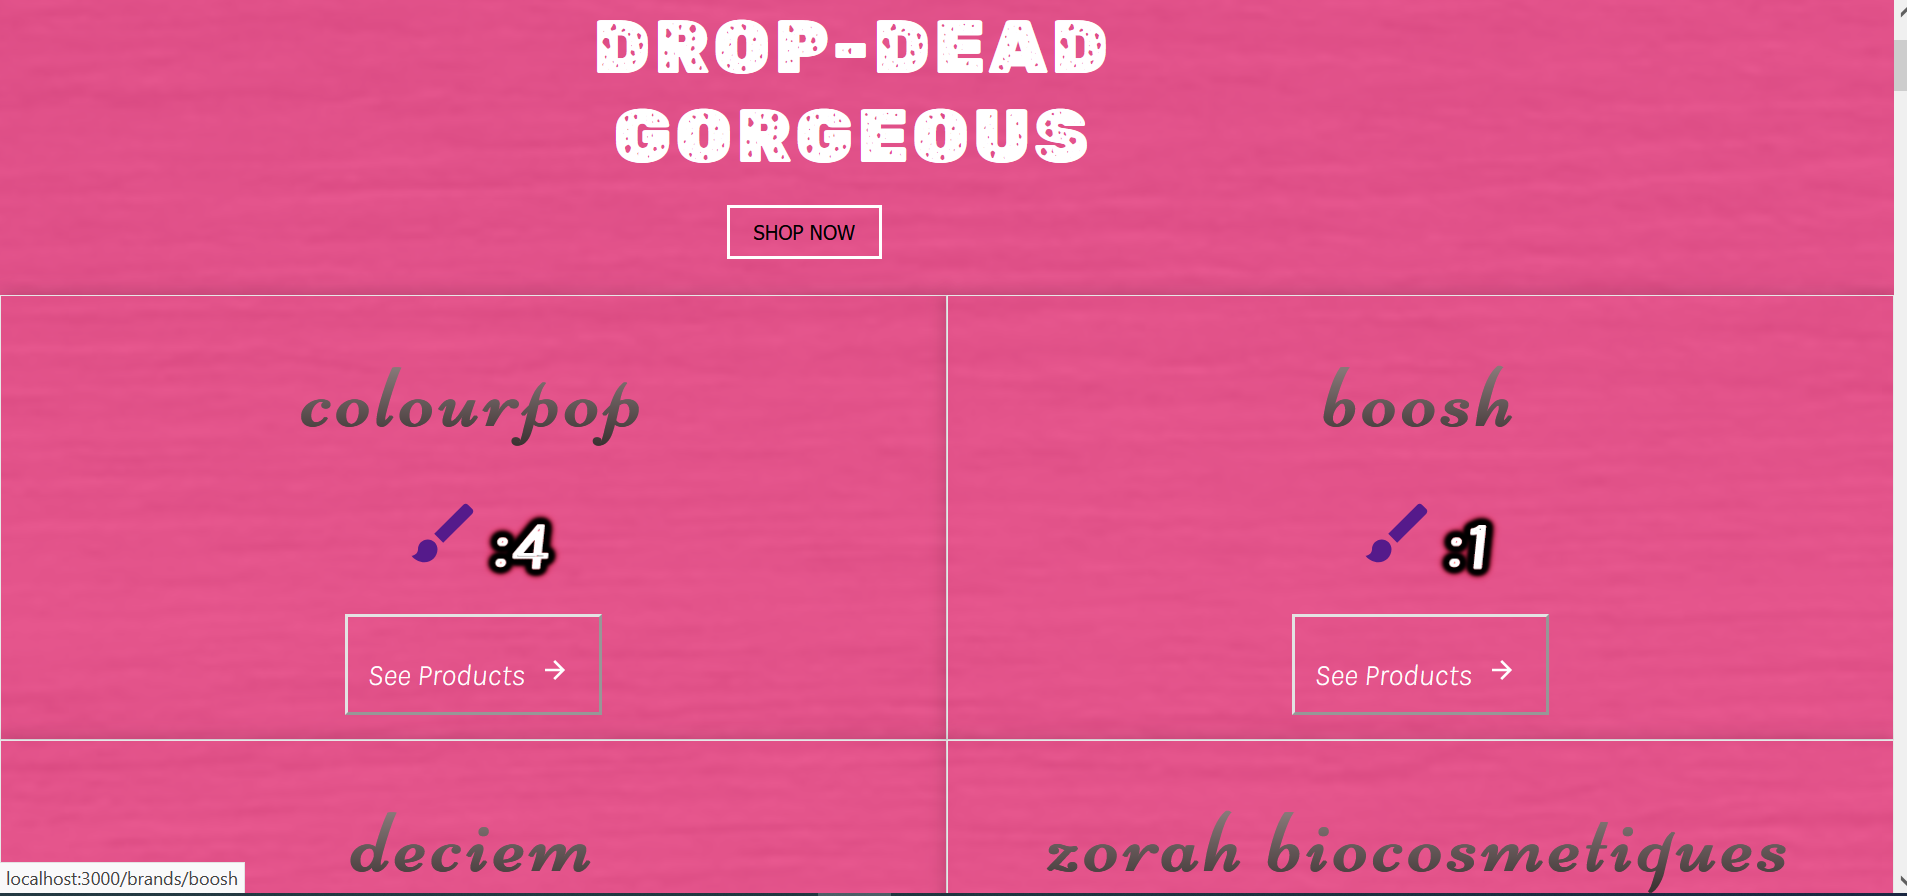 DROP-DEAD
GORGEOUS
SHOP NOW
colourpop
boosh
:4
:1
See Products
See Products
deciem
zorah biocosmetiques
localhost:3000/brands/boosh